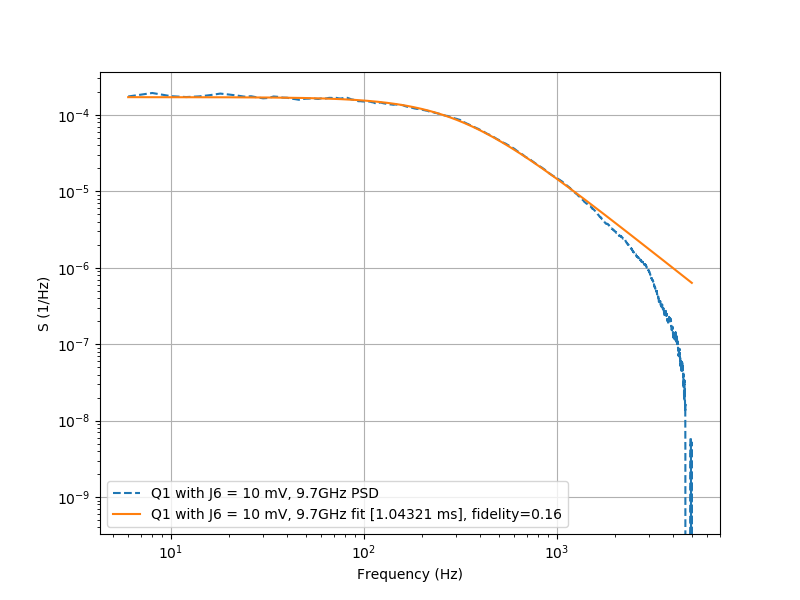 10⁻⁴
10⁻⁵
10⁻⁶
10⁻⁷
10⁻⁸
10⁻⁹
S (1/Hz)
Q1 with J6 = 10 mV, 9.7GHz PSD
Q1 with J6 = 10 mV, 9.7GHz fit [1.04321 ms], fidelity=0.16
10¹ 10² 10³
Frequency (Hz)